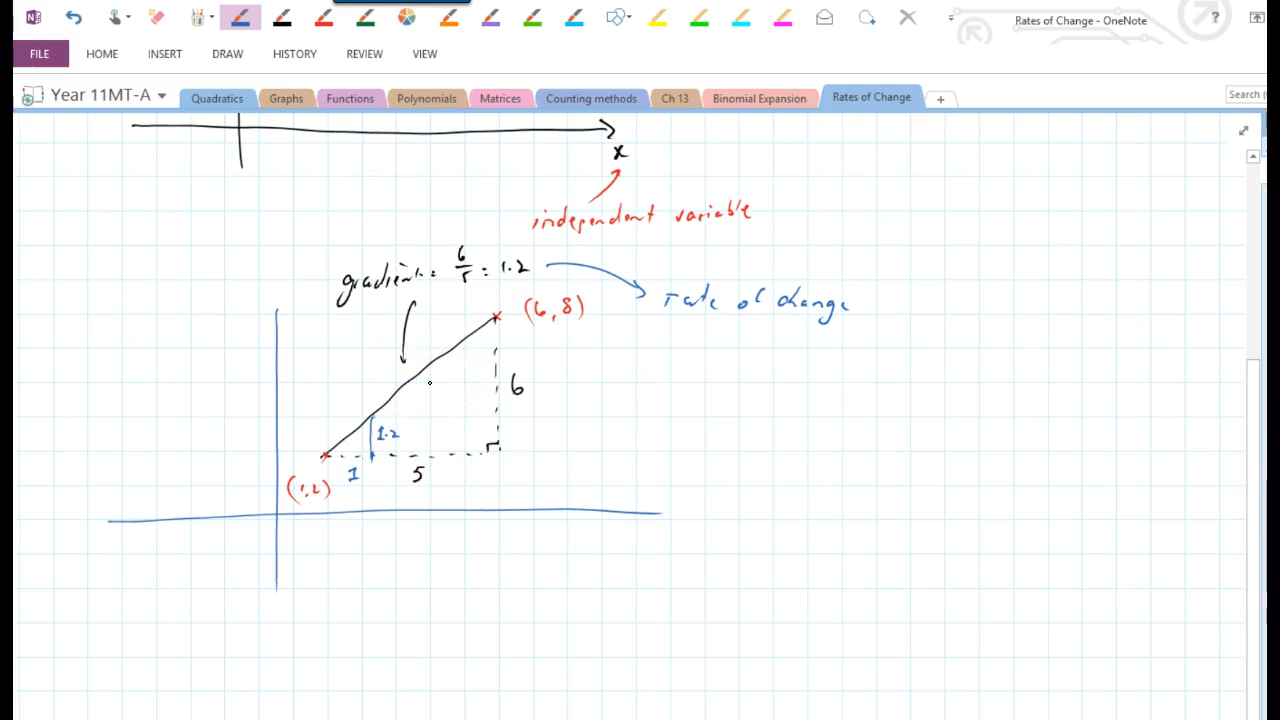 Rates of Change - OneNote
?
FILE HOME INSERT DRAW HISTORY REVIEW VIEW
Year 11MT-A Quadratics Graphs Functions Polynomials Matrices Counting methods Ch 13 Binomial Expansion Rates of Change + Search (
x
independent variable
gradient = 6/5 = 1.2
rate of change
(6, 8)
6
1.2
1 5
(1,2)